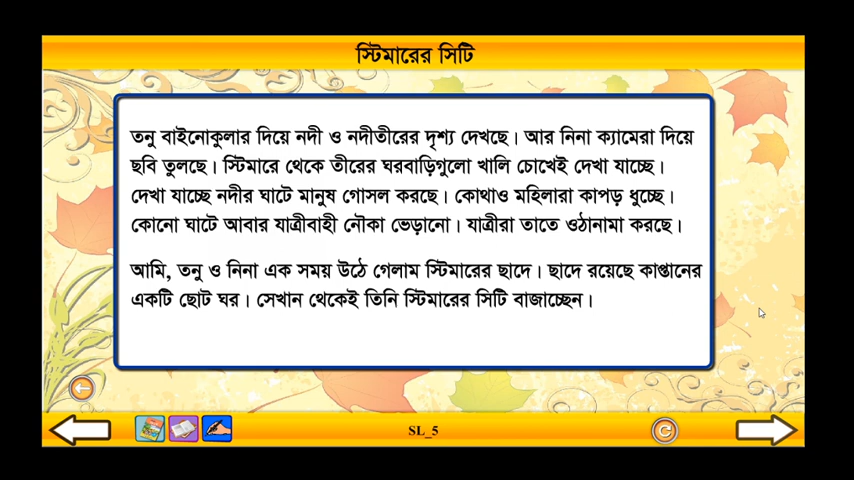 স্টিমারের সিটি
তনু বাইনোকুলার দিয়ে নদী ও নদীতীরের দৃশ্য দেখছে। আর নিনা ক্যামেরা দিয়ে
ছবি তুলছে। স্টিমারে থেকে তীরের ঘরবাড়িগুলো খালি চোখেই দেখা যাচ্ছে।
দেখা যাচ্ছে নদীর ঘাটে মানুষ গোসল করছে। কোথাও মহিলারা কাপড় ধুচ্ছে।
কোনো ঘাটে আবার যাত্রীবাহী নৌকা ভেড়ানো। যাত্রীরা তাতে ওঠানামা করছে।
আমি, তনু ও নিনা এক সময় উঠে গেলাম স্টিমারের ছাদে। ছাদে রয়েছে কাপ্তানের
একটি ছোট ঘর। সেখান থেকেই তিনি স্টিমারের সিটি বাজাচ্ছেন।
SL_5